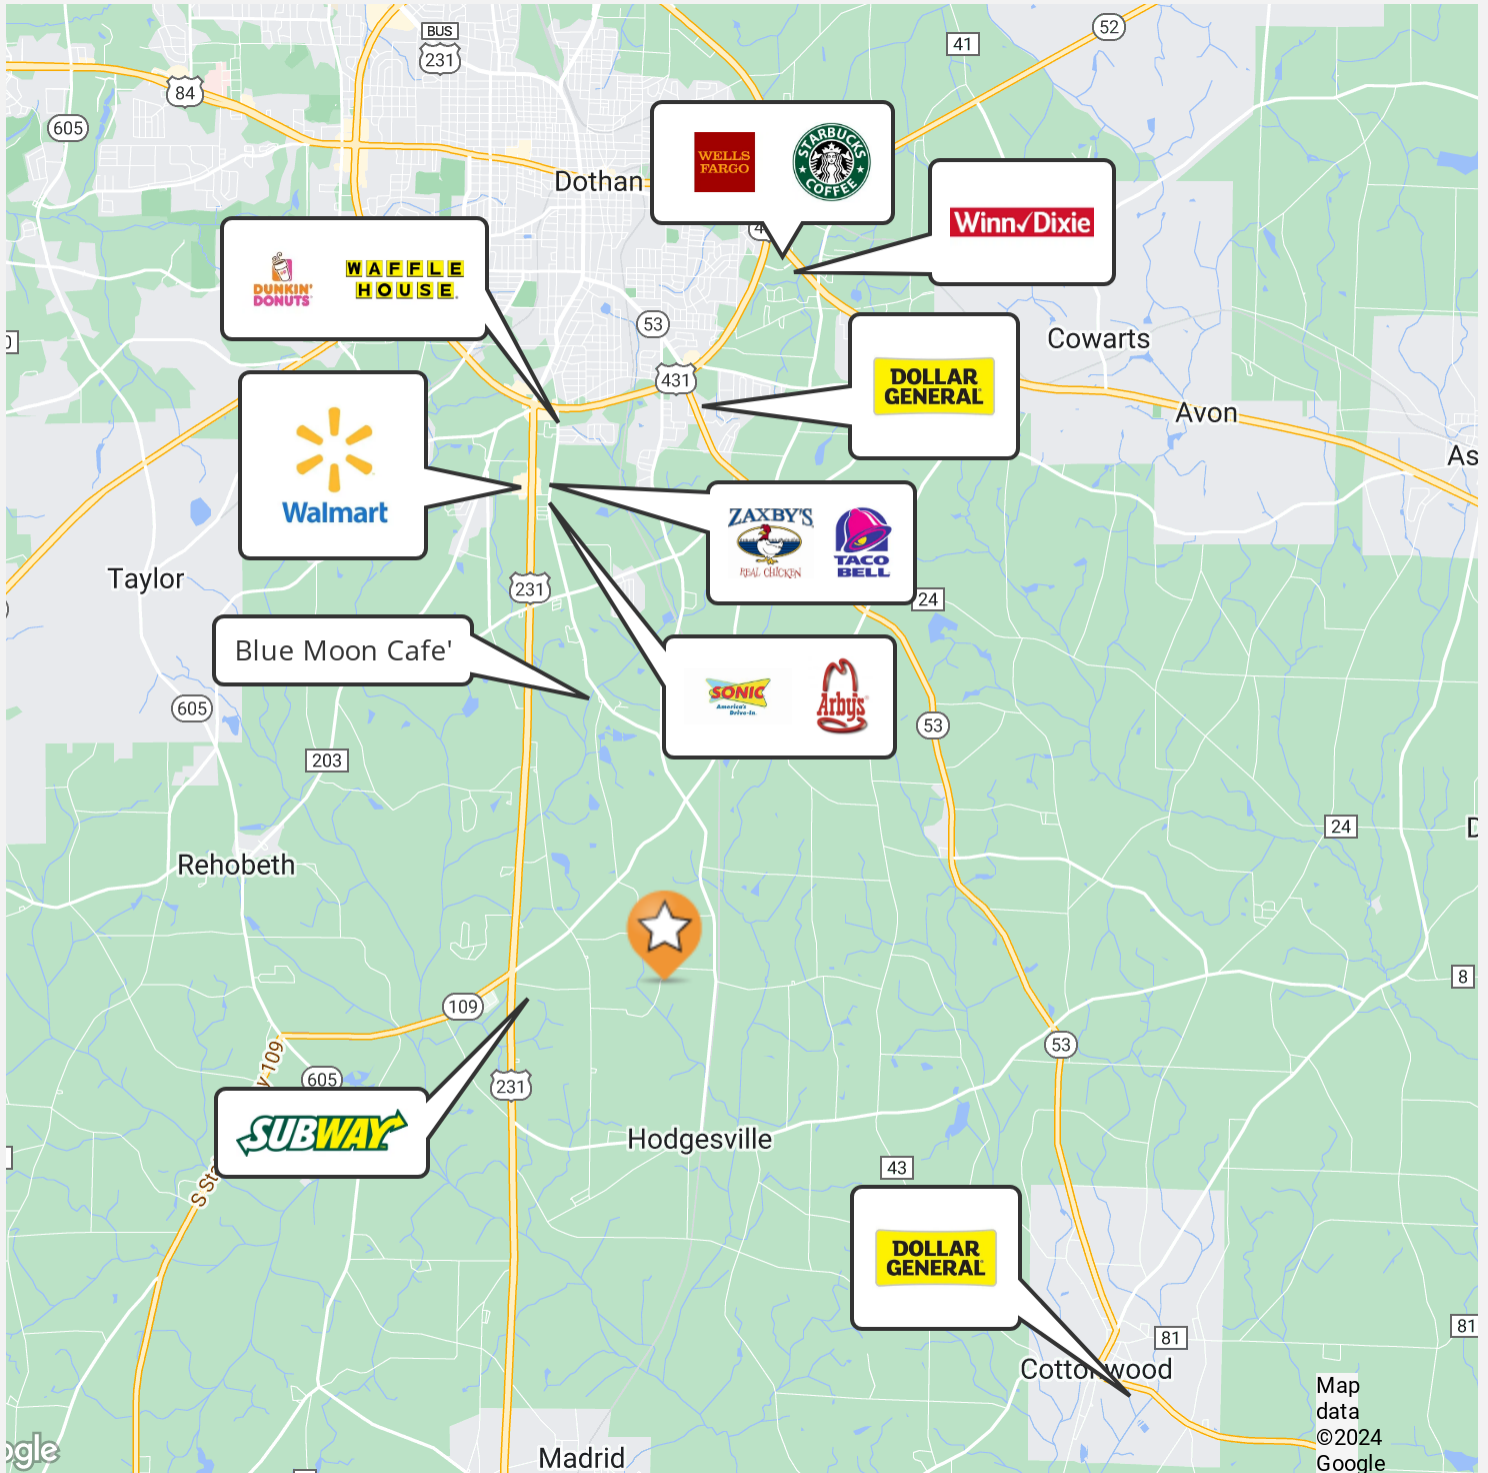 52
BUS
231
41
84
605
WELLS
FARGO
STARBUCKS
COFFEE
Dothan
Winn✓Dixie
DUNKIN'
DONUTS
WAFFLE
HOUSE
53
Cowarts
431
DOLLAR
GENERAL
Avon
Walmart
ZAXBY'S
REAL CHICKEN
TACO
BELL
Taylor
231
24
Blue Moon Cafe'
SONIC
America's
Drive-In
Arby's
605
53
203
24
Rehobeth
8
109
53
605
231
SUBWAY
Hodgesville
43
DOLLAR
GENERAL
81
81
Cottonwood
Madrid
Map
data
©2024
Google